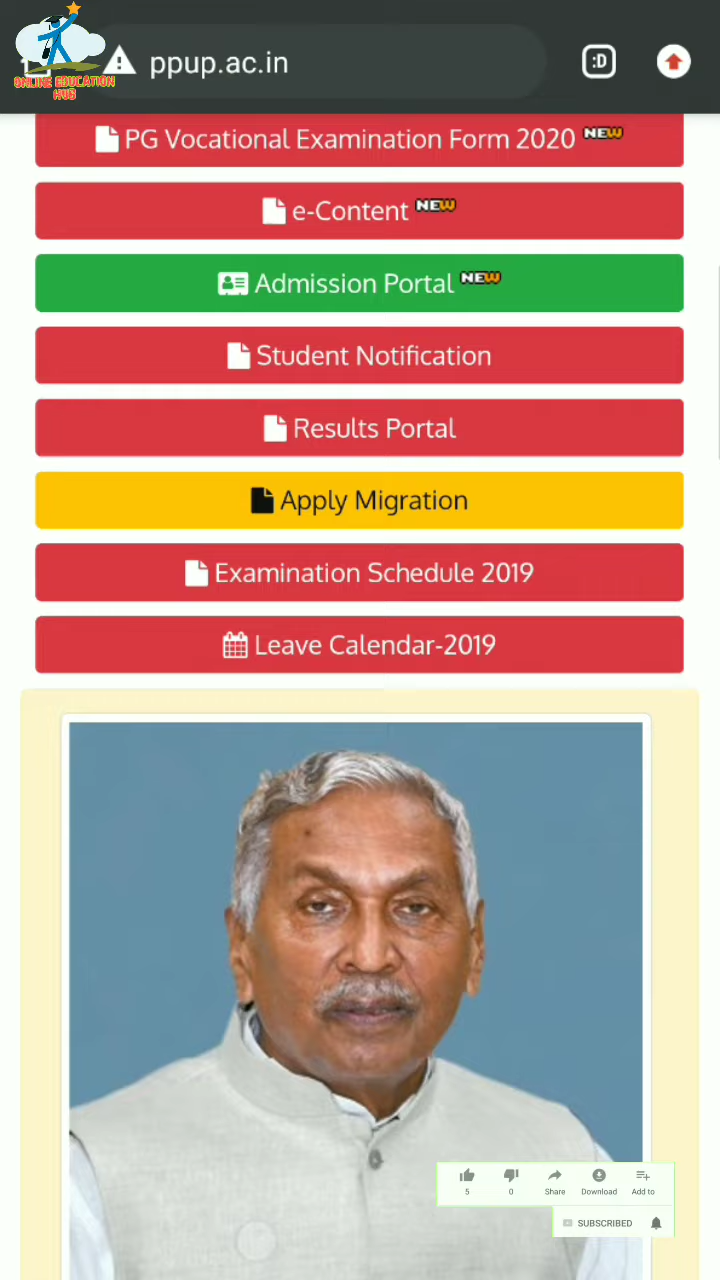 ONLINE EDUCATION
HUB
ppup.ac.in
:D
PG Vocational Examination Form 2020 NEW
e-Content NEW
Admission Portal NEW
Student Notification
Results Portal
Apply Migration
Examination Schedule 2019
Leave Calendar-2019
5 0 Share Download Add to
SUBSCRIBED